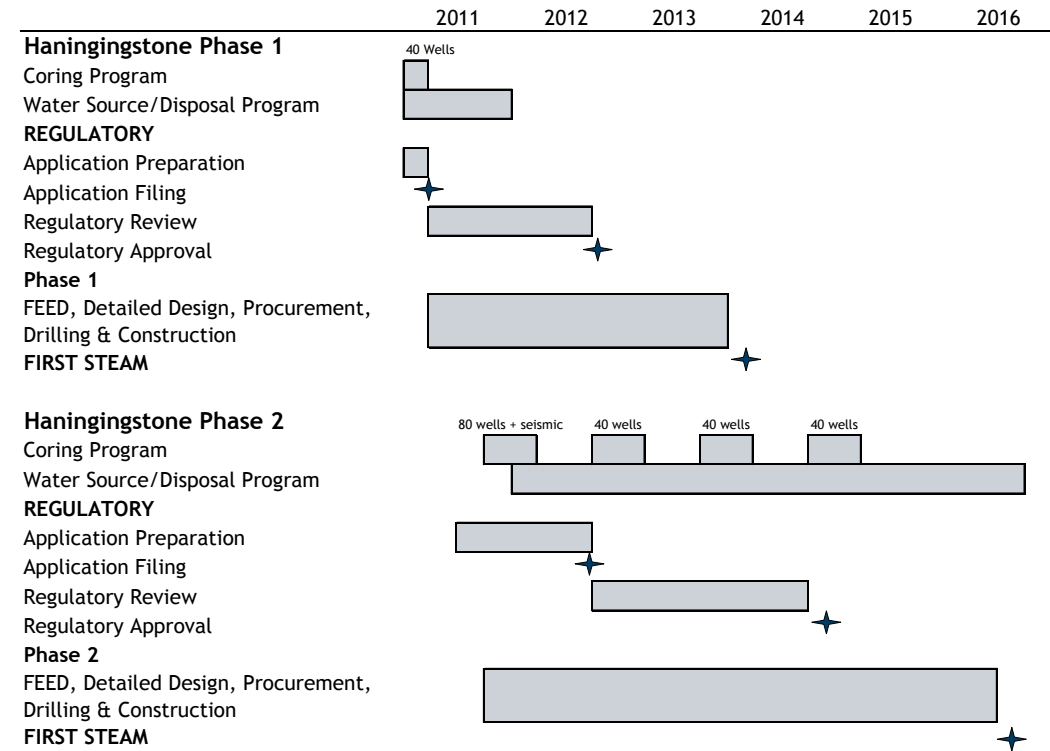 2011 2012 2013 2014 2015 2016
Haningingstone Phase 1
40 Wells
Coring Program
Water Source/Disposal Program
REGULATORY
Application Preparation
Application Filing
Regulatory Review
Regulatory Approval
Phase 1
FEED, Detailed Design, Procurement,
Drilling & Construction
FIRST STEAM
Haningingstone Phase 2
80 wells + seismic 40 wells 40 wells 40 wells
Coring Program
Water Source/Disposal Program
REGULATORY
Application Preparation
Application Filing
Regulatory Review
Regulatory Approval
Phase 2
FEED, Detailed Design, Procurement,
Drilling & Construction
FIRST STEAM